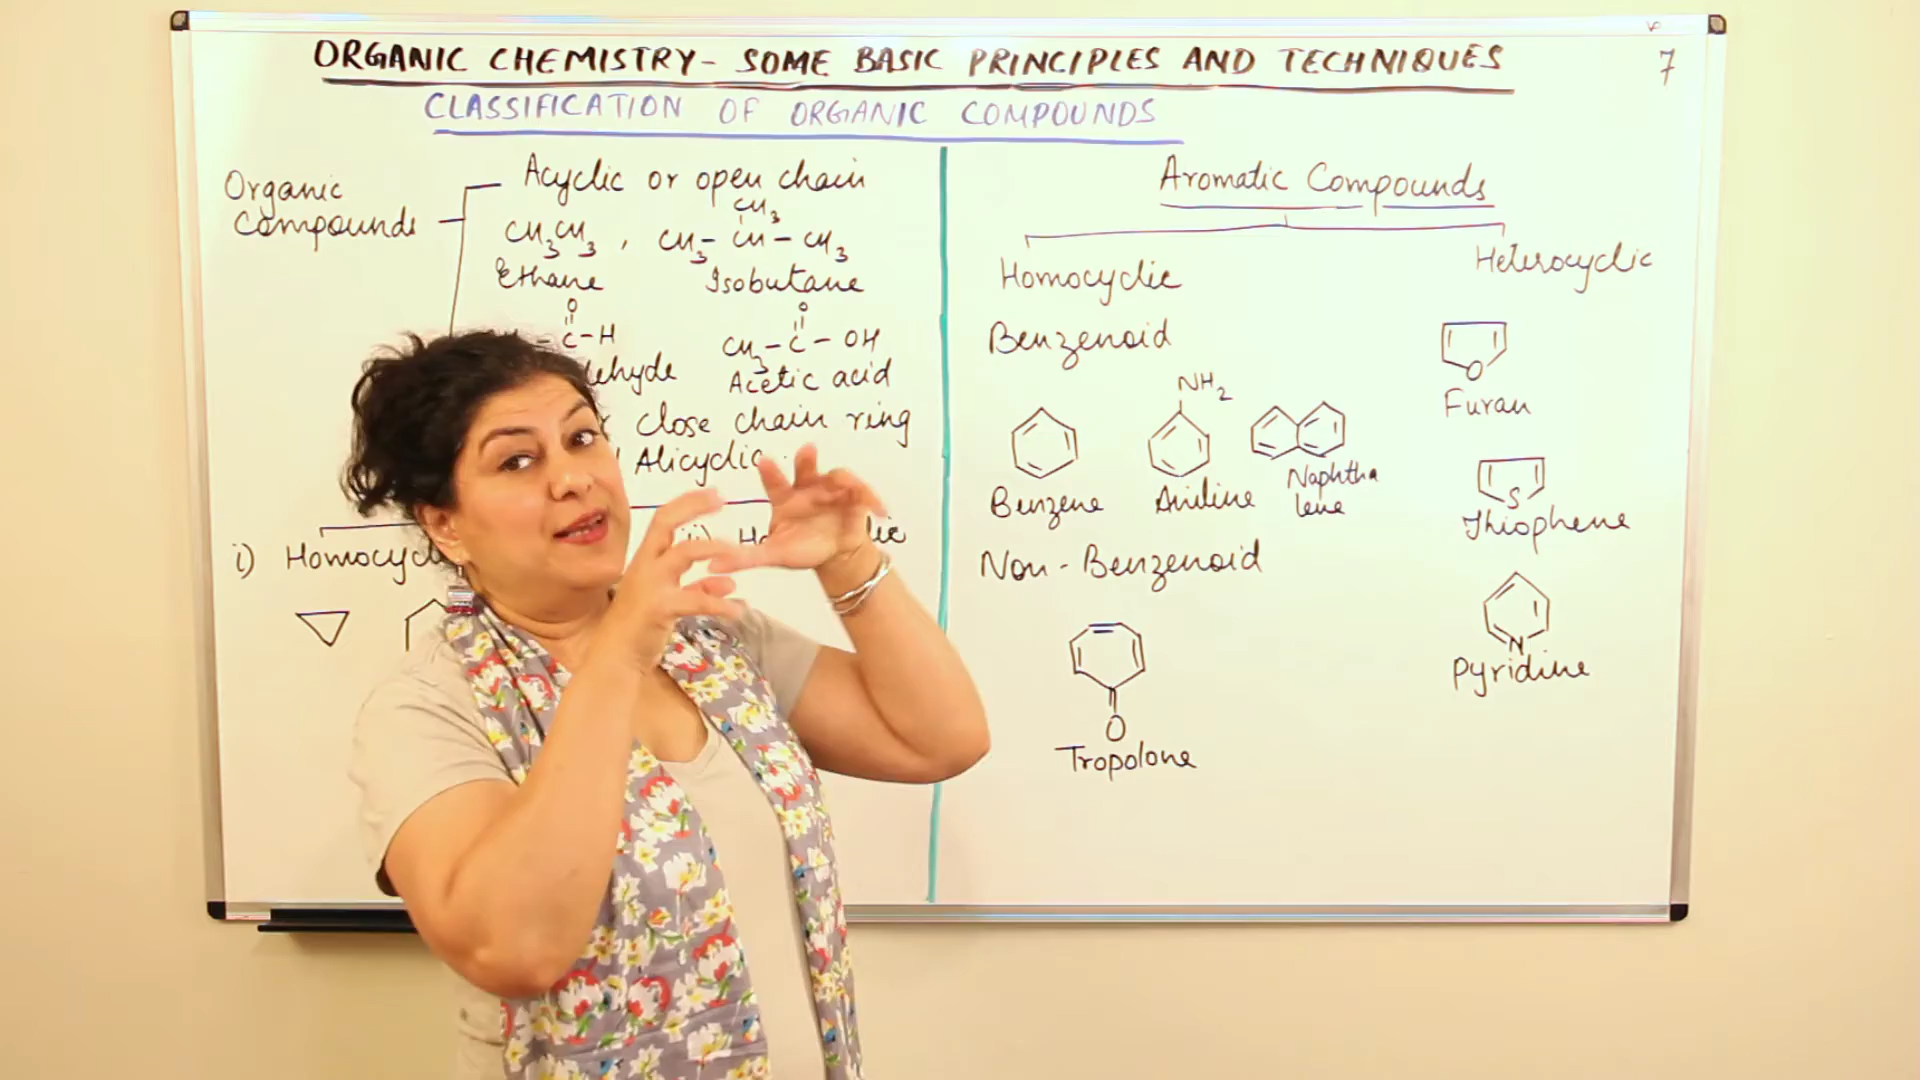 ORGANIC CHEMISTRY- SOME BASIC PRINCIPLES AND TECHNIQUES
7
CLASSIFICATION OF ORGANIC COMPOUNDS
Organic
Compounds
Acyclic or open chain
CH3
CH3CH3, CH3-CH-CH3
Ethane Isobutane
O
C-H
O
CH3-C-OH
Acetic acid
close chain ring
Alicyclic
i) Homocyc
ii) H
Aromatic Compounds
Homocyclic
Benzenoid
NH2
Benzene
Aniline
Naphtha
lene
Non-Benzenoid
O
Tropolone
Heterocyclic
O
Furan
S
Thiophene
N
Pyridine